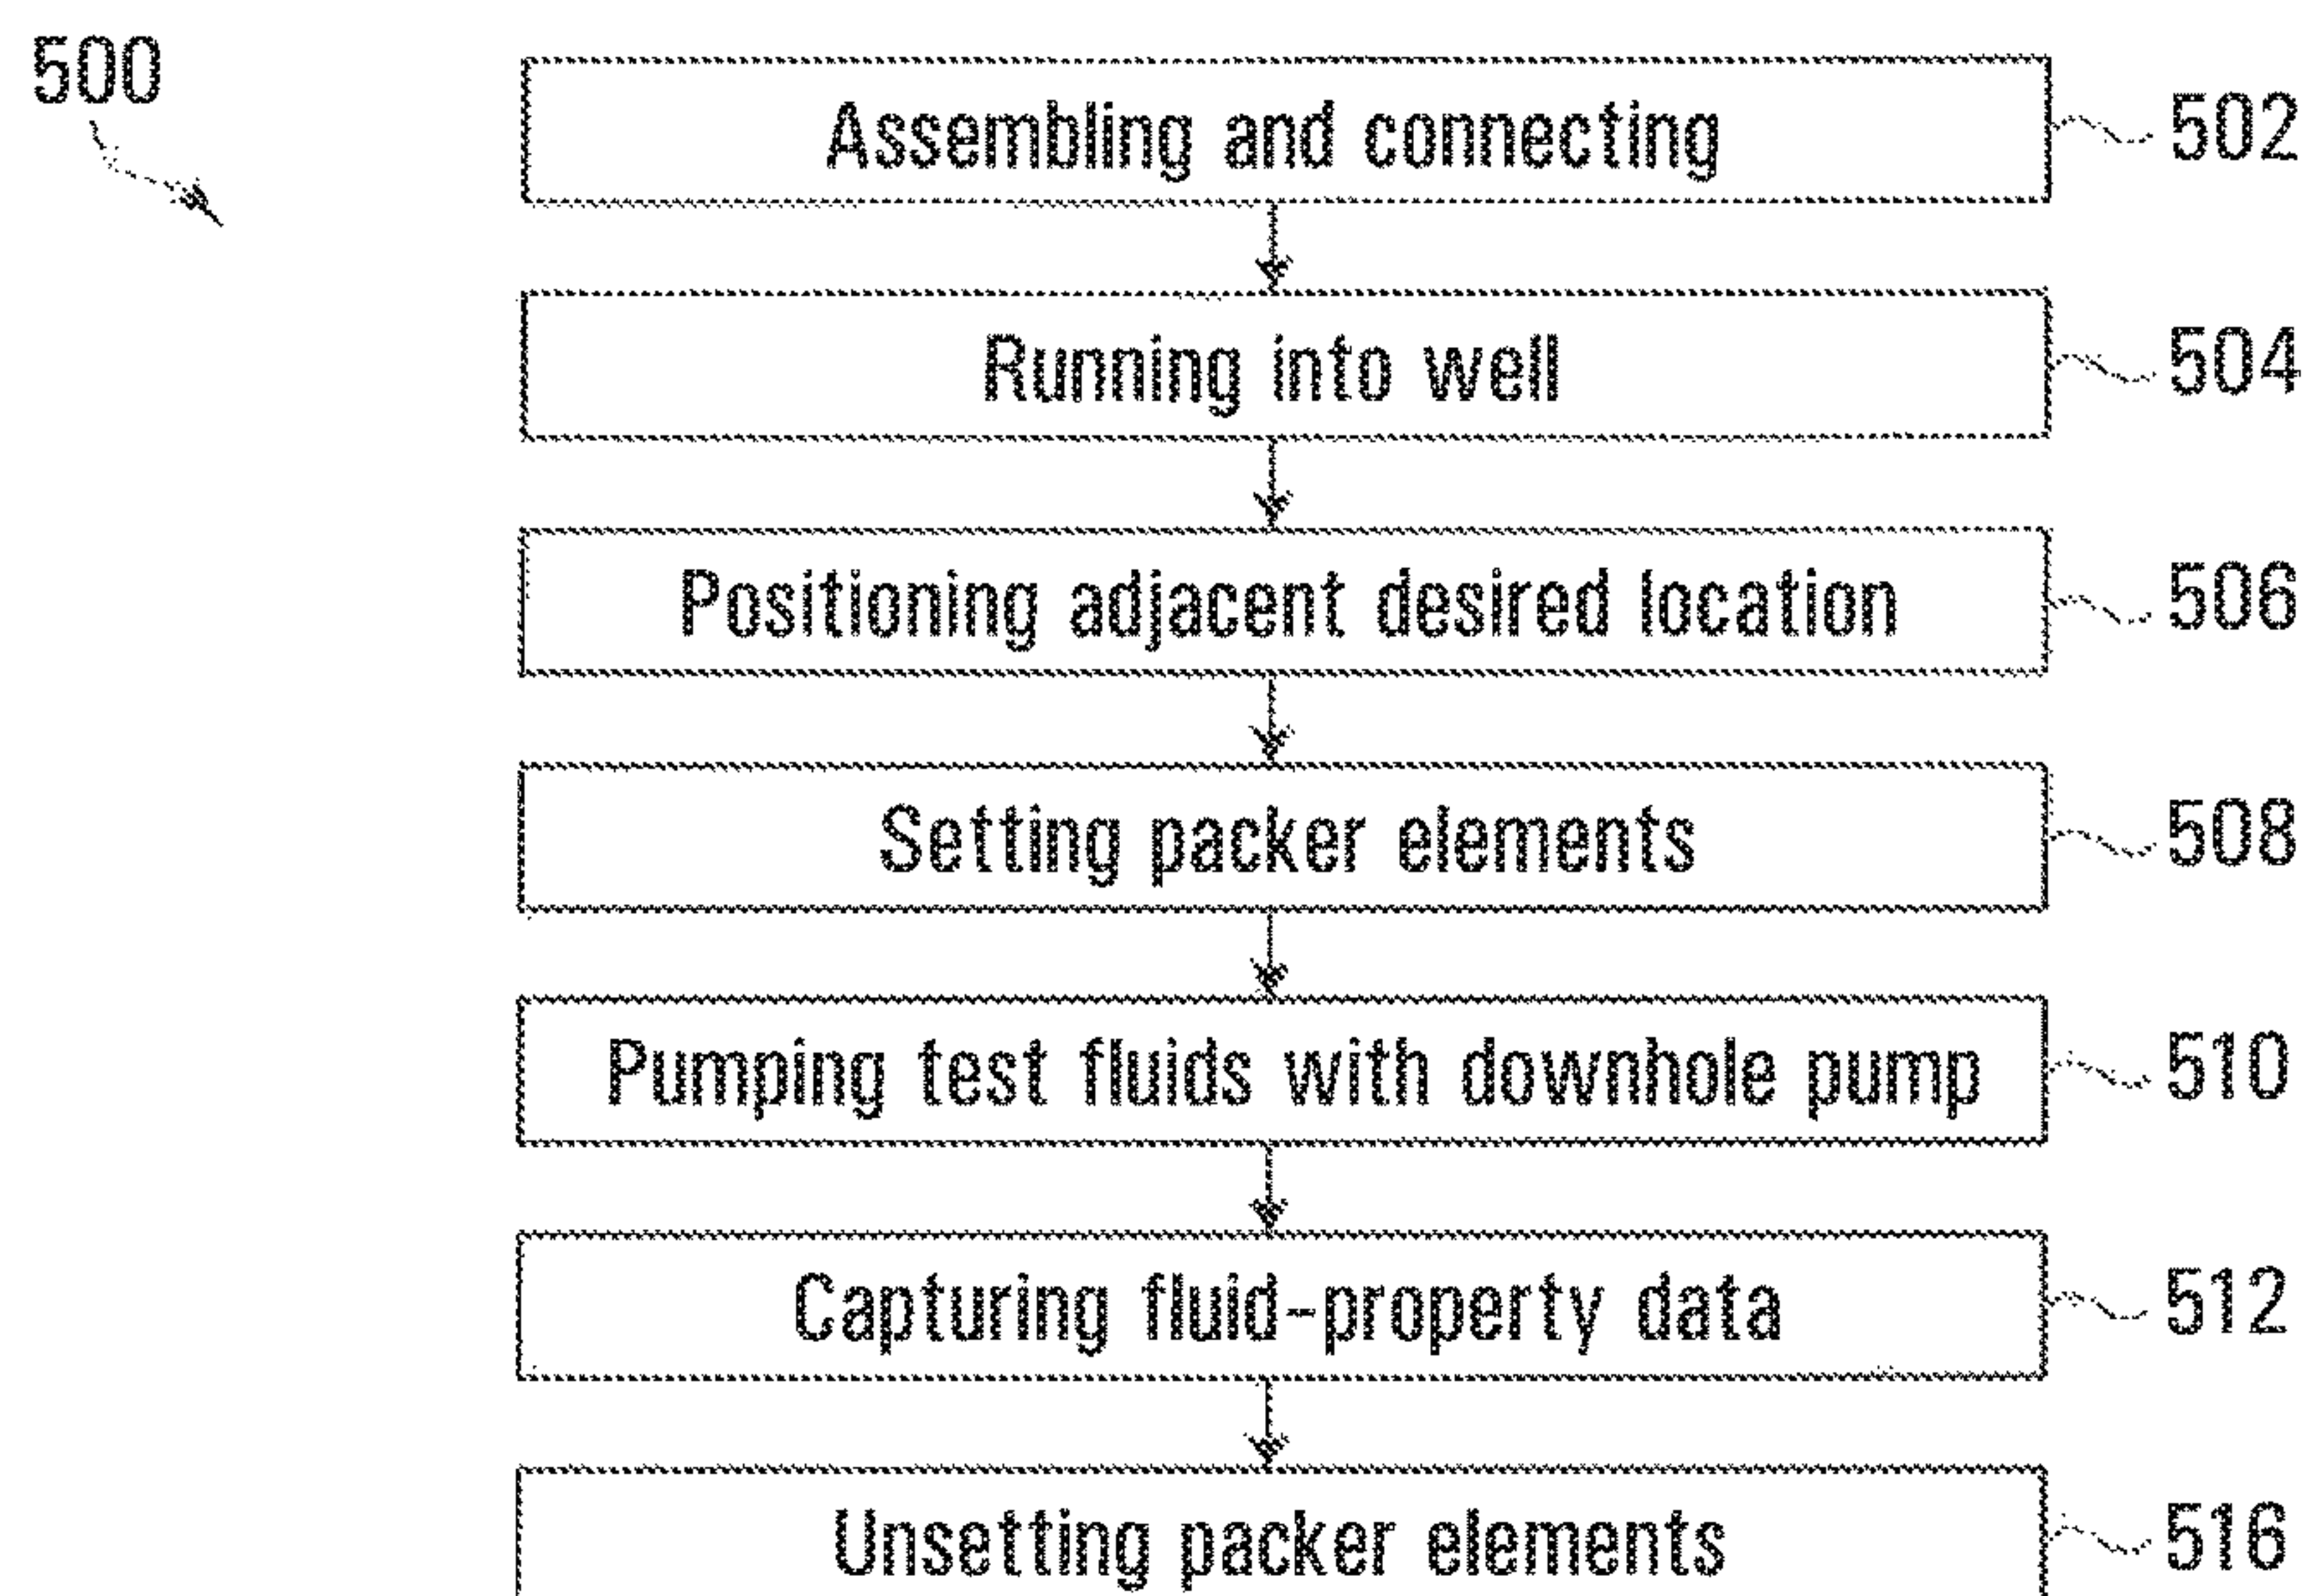 500
Assembling and connecting 502
Running into well 504
Positioning adjacent desired location 506
Setting packer elements 508
Pumping test fluids with downhole pump 510
Capturing fluid-property data 512
Unsetting packer elements 516